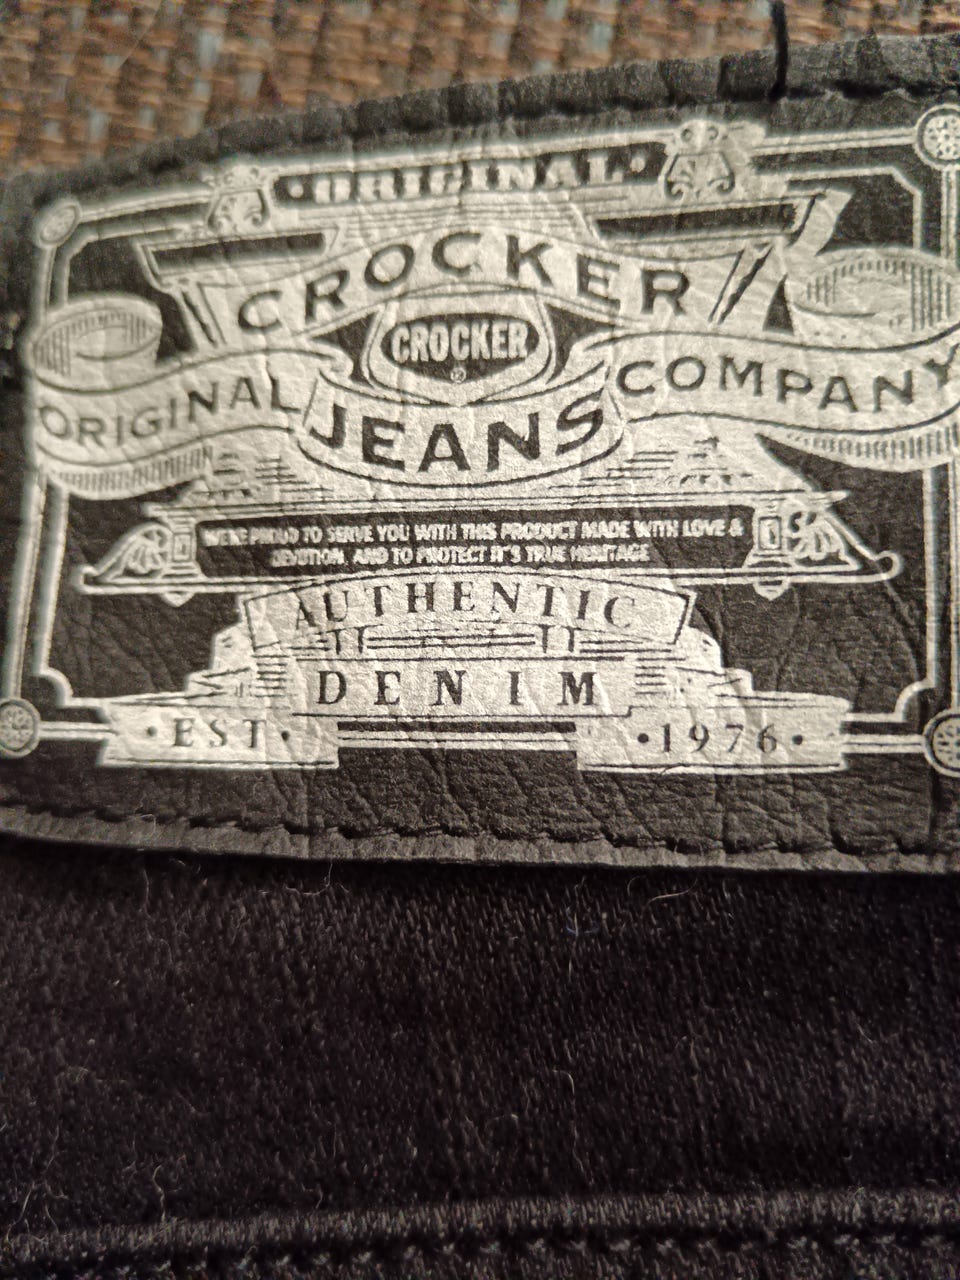 ·ORIGINAL·
CROCKER
CROCKER
®
ORIGINAL JEANS COMPANY
WE'RE PROUD TO SERVE YOU WITH THIS PRODUCT MADE WITH LOVE &
DEVOTION, AND TO PROTECT IT'S TRUE HERITAGE
AUTHENTIC
DENIM
·EST· ·1976·